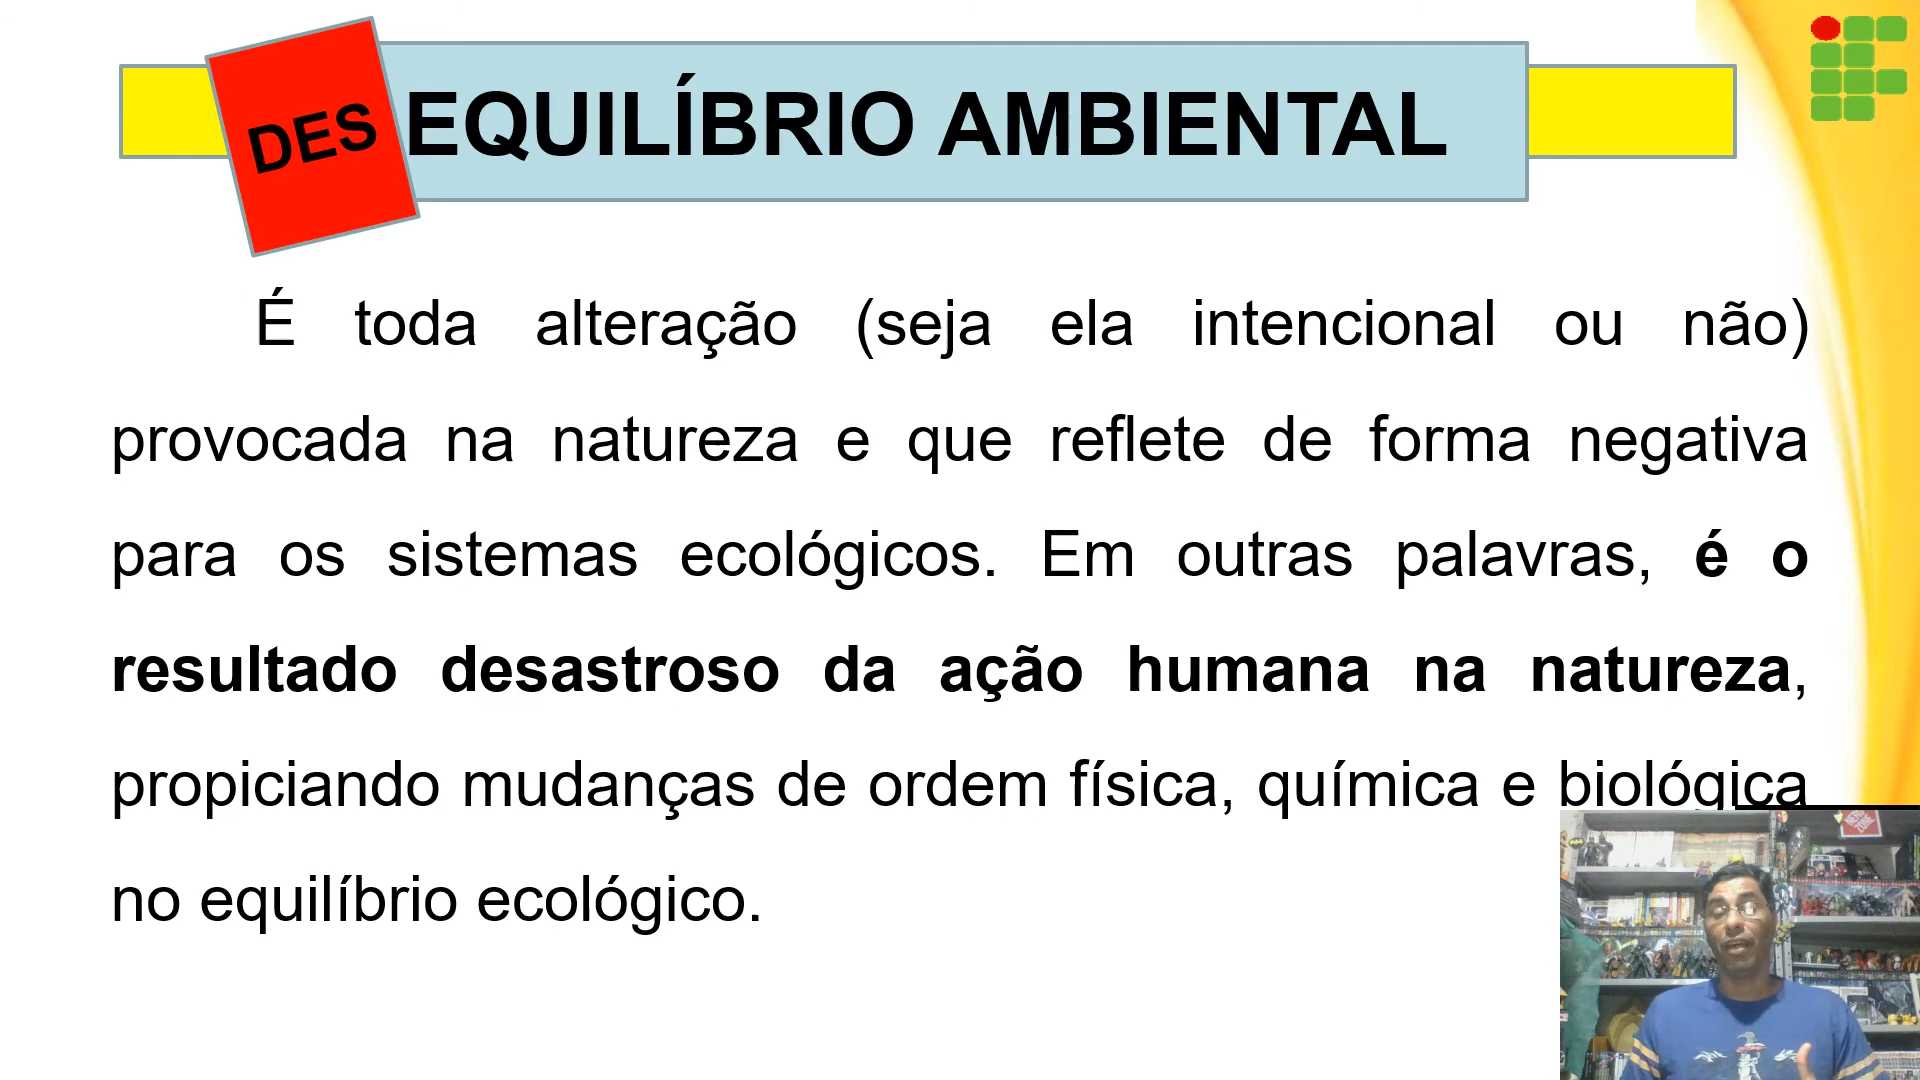 DES EQUILÍBRIO AMBIENTAL
É toda alteração (seja ela intencional ou não)
provocada na natureza e que reflete de forma negativa
para os sistemas ecológicos. Em outras palavras, é o
resultado desastroso da ação humana na natureza,
propiciando mudanças de ordem física, química e biológica
no equilíbrio ecológico.